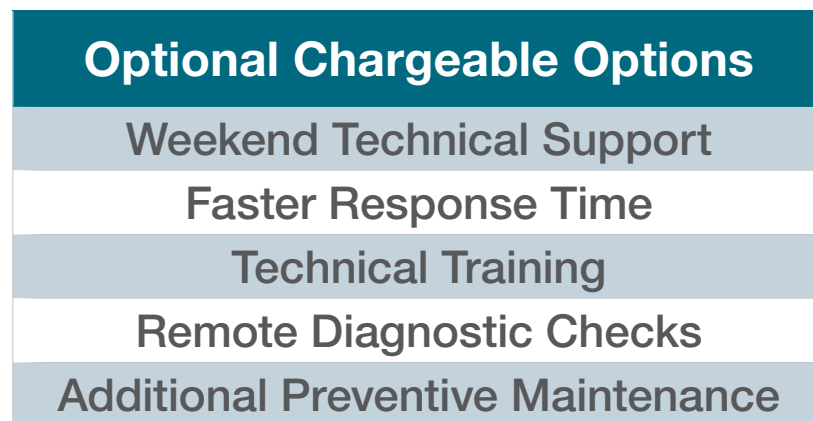 Optional Chargeable Options
Weekend Technical Support
Faster Response Time
Technical Training
Remote Diagnostic Checks
Additional Preventive Maintenance